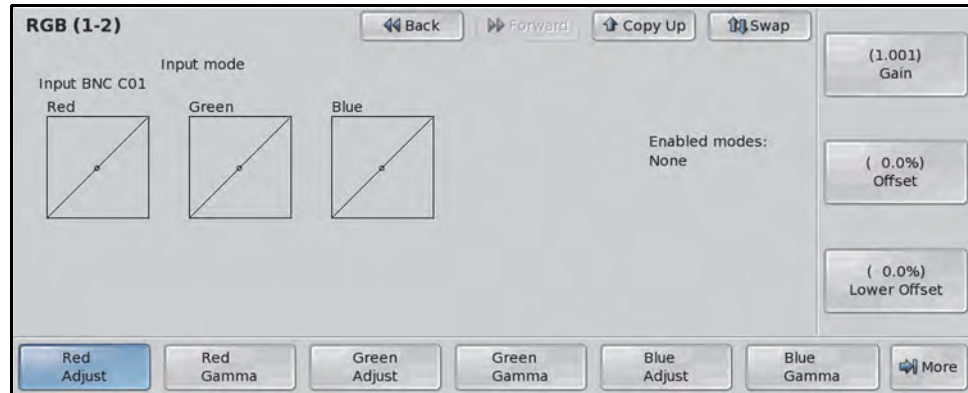 RGB (1-2)
Back
Forward
Copy Up
Swap
Input mode
Input BNC C01
Red
Green
Blue
Enabled modes:
None
(1.001)
Gain
( 0.0%)
Offset
( 0.0%)
Lower Offset
Red
Adjust
Red
Gamma
Green
Adjust
Green
Gamma
Blue
Adjust
Blue
Gamma
More